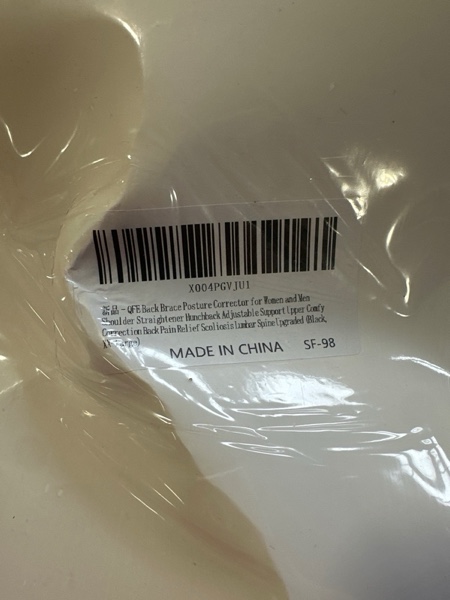 X004PGVJU1
新品 - QFE Back Brace Posture Corrector for Women and Men
Shoulder Straightener Hunchback Adjustable Support Upper Comfy
Correction Back Pain Relief Scoliosis Lumbar Spine Upgraded (Black,
MADE IN CHINA SF-98